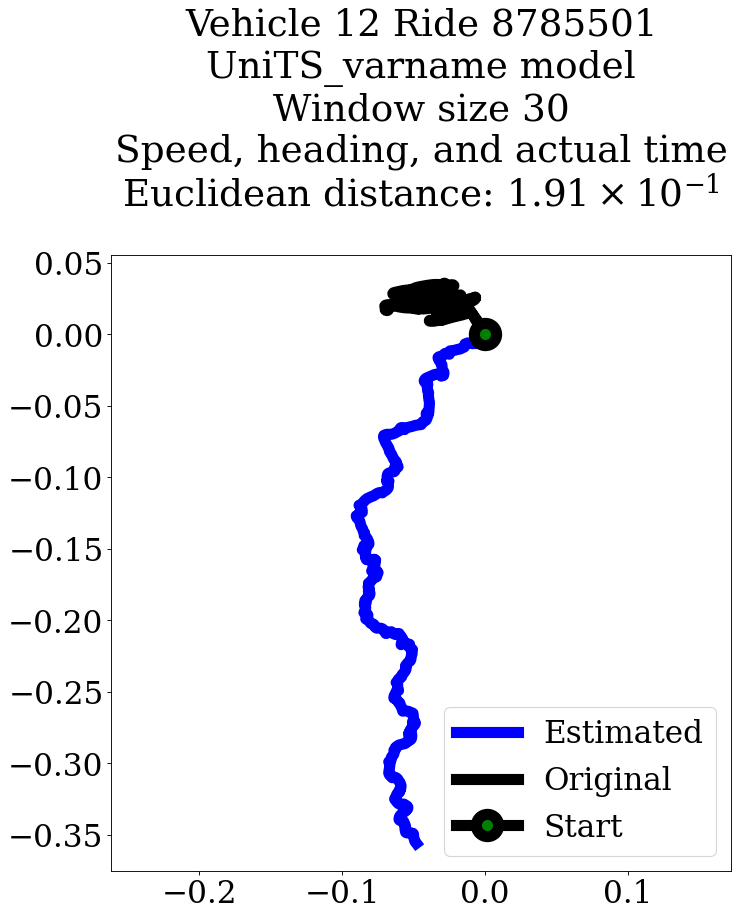 Vehicle 12 Ride 8785501
UniTS_varname model
Window size 30
Speed, heading, and actual time
Euclidean distance: 1.91 × 10⁻¹
0.05
0.00
−0.05
−0.10
−0.15
−0.20
−0.25
−0.30
−0.35
Estimated
Original
Start
−0.2 −0.1 0.0 0.1